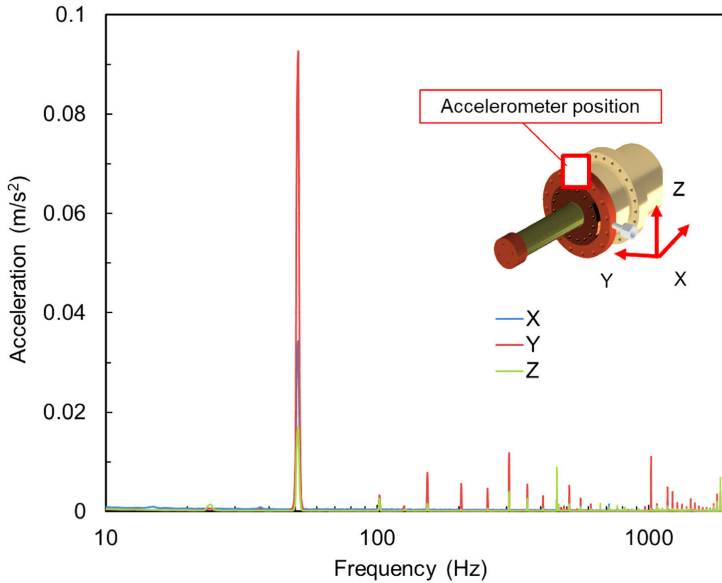 0.1
0.08
0.06
0.04
0.02
0
Acceleration (m/s²)
Accelerometer position
Z
Y
X
X
Y
Z
10
100
1000
Frequency (Hz)